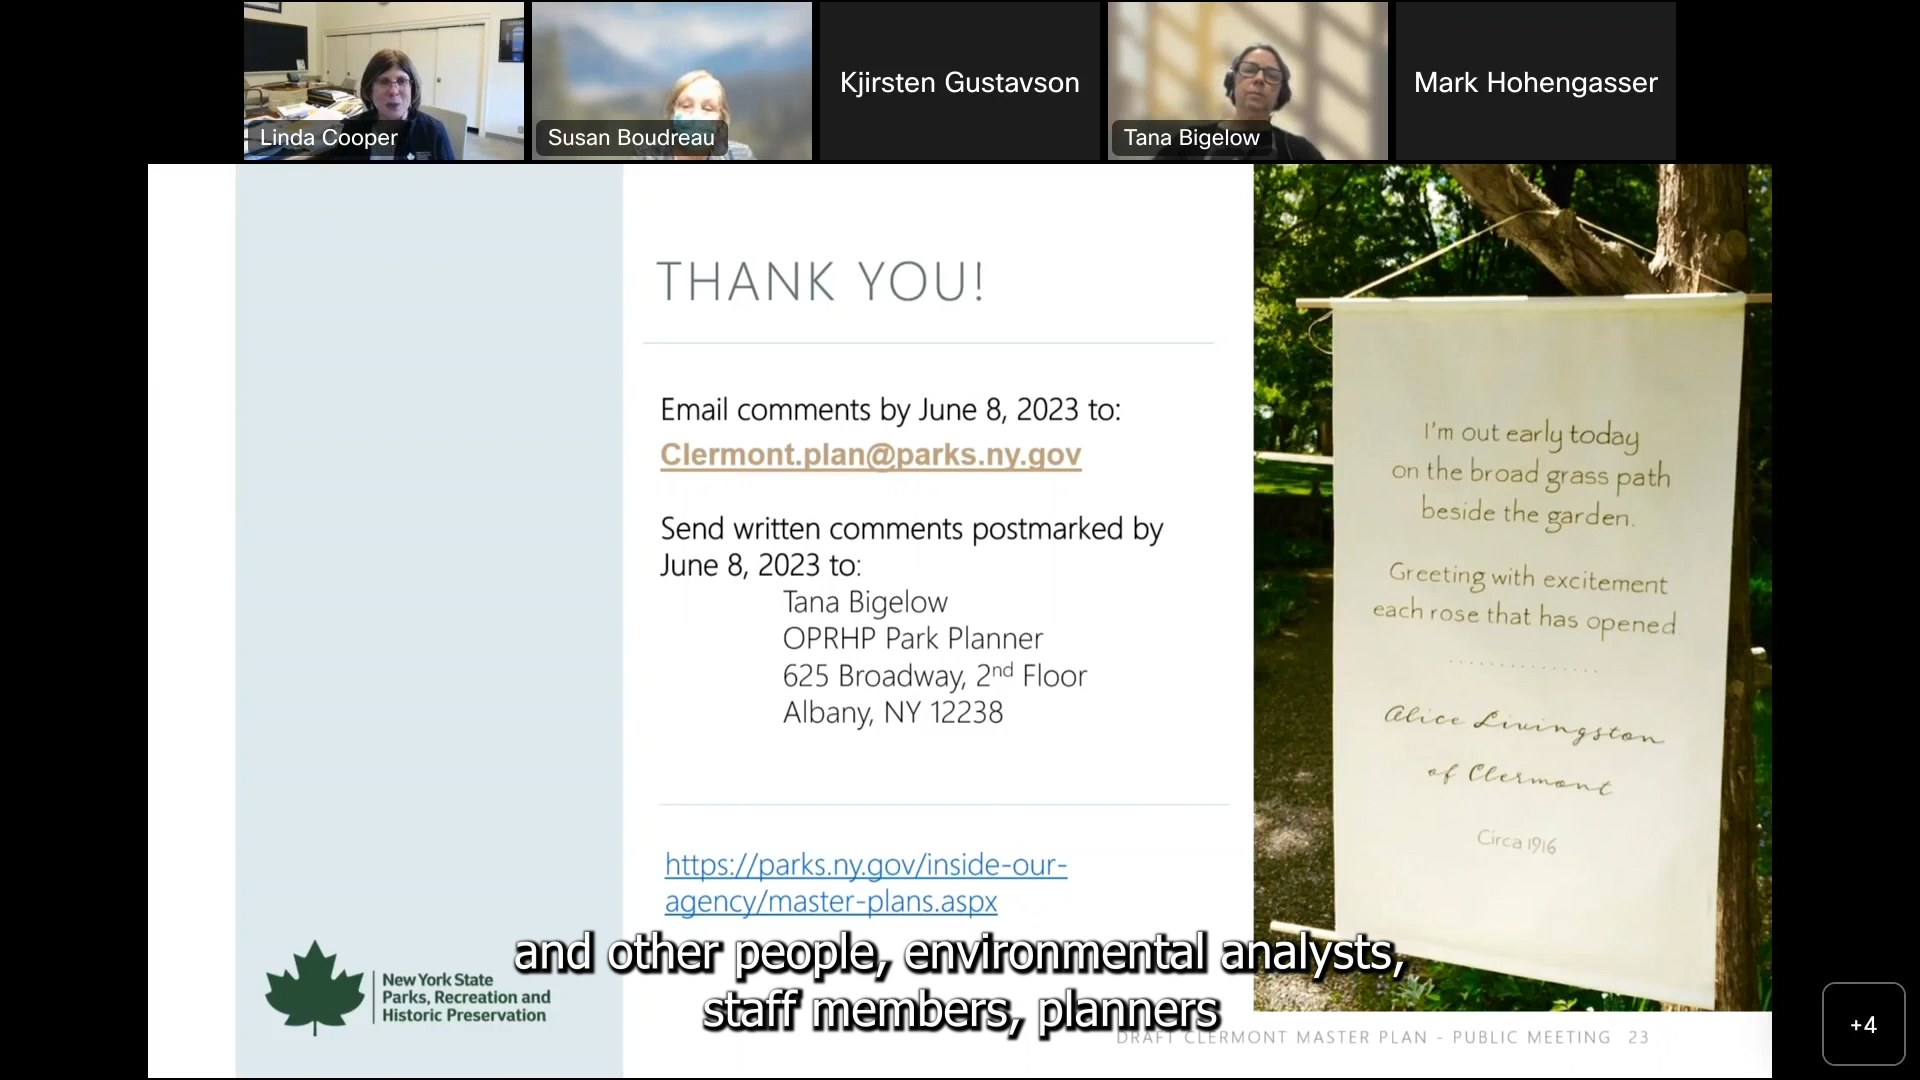 Linda Cooper
Susan Boudreau
Kjirsten Gustavson
Tana Bigelow
Mark Hohengasser
THANK YOU!
Email comments by June 8, 2023 to:
Clermont.plan@parks.ny.gov
Send written comments postmarked by
June 8, 2023 to:
Tana Bigelow
OPRHP Park Planner
625 Broadway, 2nd Floor
Albany, NY 12238
https://parks.ny.gov/inside-our-
agency/master-plans.aspx
I'm out early today
on the broad grass path
beside the garden.
Greeting with excitement
each rose that has opened.
...............
Alice Livingston
of Clermont
Circa 1916
New York State
Parks, Recreation and
Historic Preservation
and other people, environmental analysts,
staff members, planners
DRAFT CLERMONT MASTER PLAN - PUBLIC MEETING 23
+4